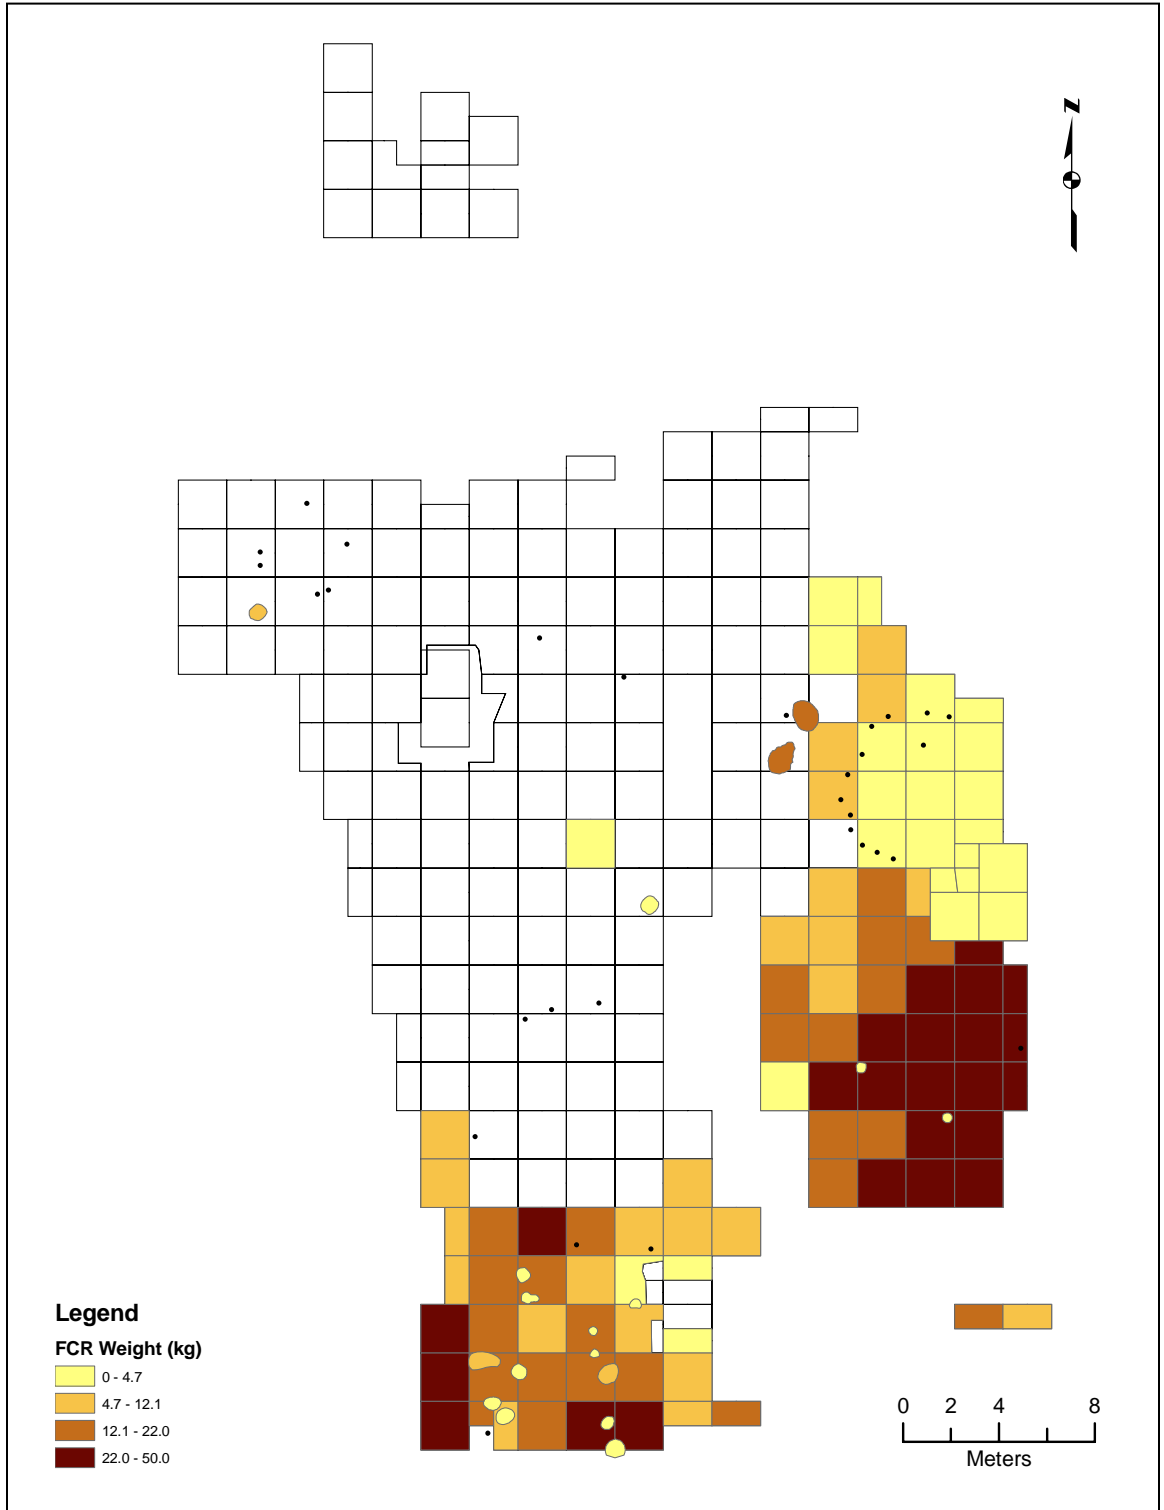 N
Legend
FCR Weight (kg)
0 - 4.7
4.7 - 12.1
12.1 - 22.0
22.0 - 50.0
0 2 4 8
Meters